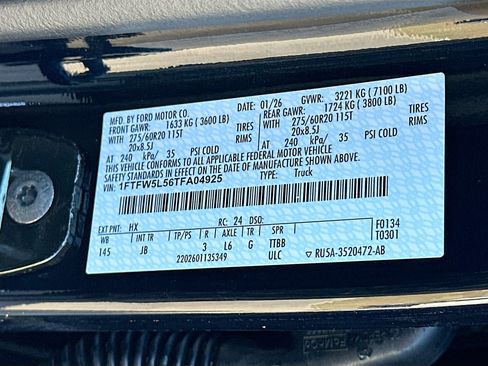 MFD. BY FORD MOTOR CO. DATE: 01/26 GVWR: 3221 KG (7100 LB)
FRONT GAWR: 1633 KG (3600 LB) REAR GAWR: 1724 KG (3800 LB)
275/60R20 115T TIRES 275/60R20 115T TIRES
20x8.5J RIMS 20x8.5J RIMS
AT 240 kPa/ 35 PSI COLD AT 240 kPa/ 35 PSI COLD
THIS VEHICLE CONFORMS TO ALL APPLICABLE FEDERAL MOTOR VEHICLE
SAFETY STANDARDS IN EFFECT ON THE DATE OF MANUFACTURE SHOWN ABOVE.
VIN: 1FTFW5L56TFA04925 TYPE: Truck
F0134
T0301
EXT PNT: HX RC: 24 DSO:
WB INT TR TP/PS R AXLE TR SPR
145 JB 3 L6 G TTBB
2202601135349 ULC RU5A-3520472-AB